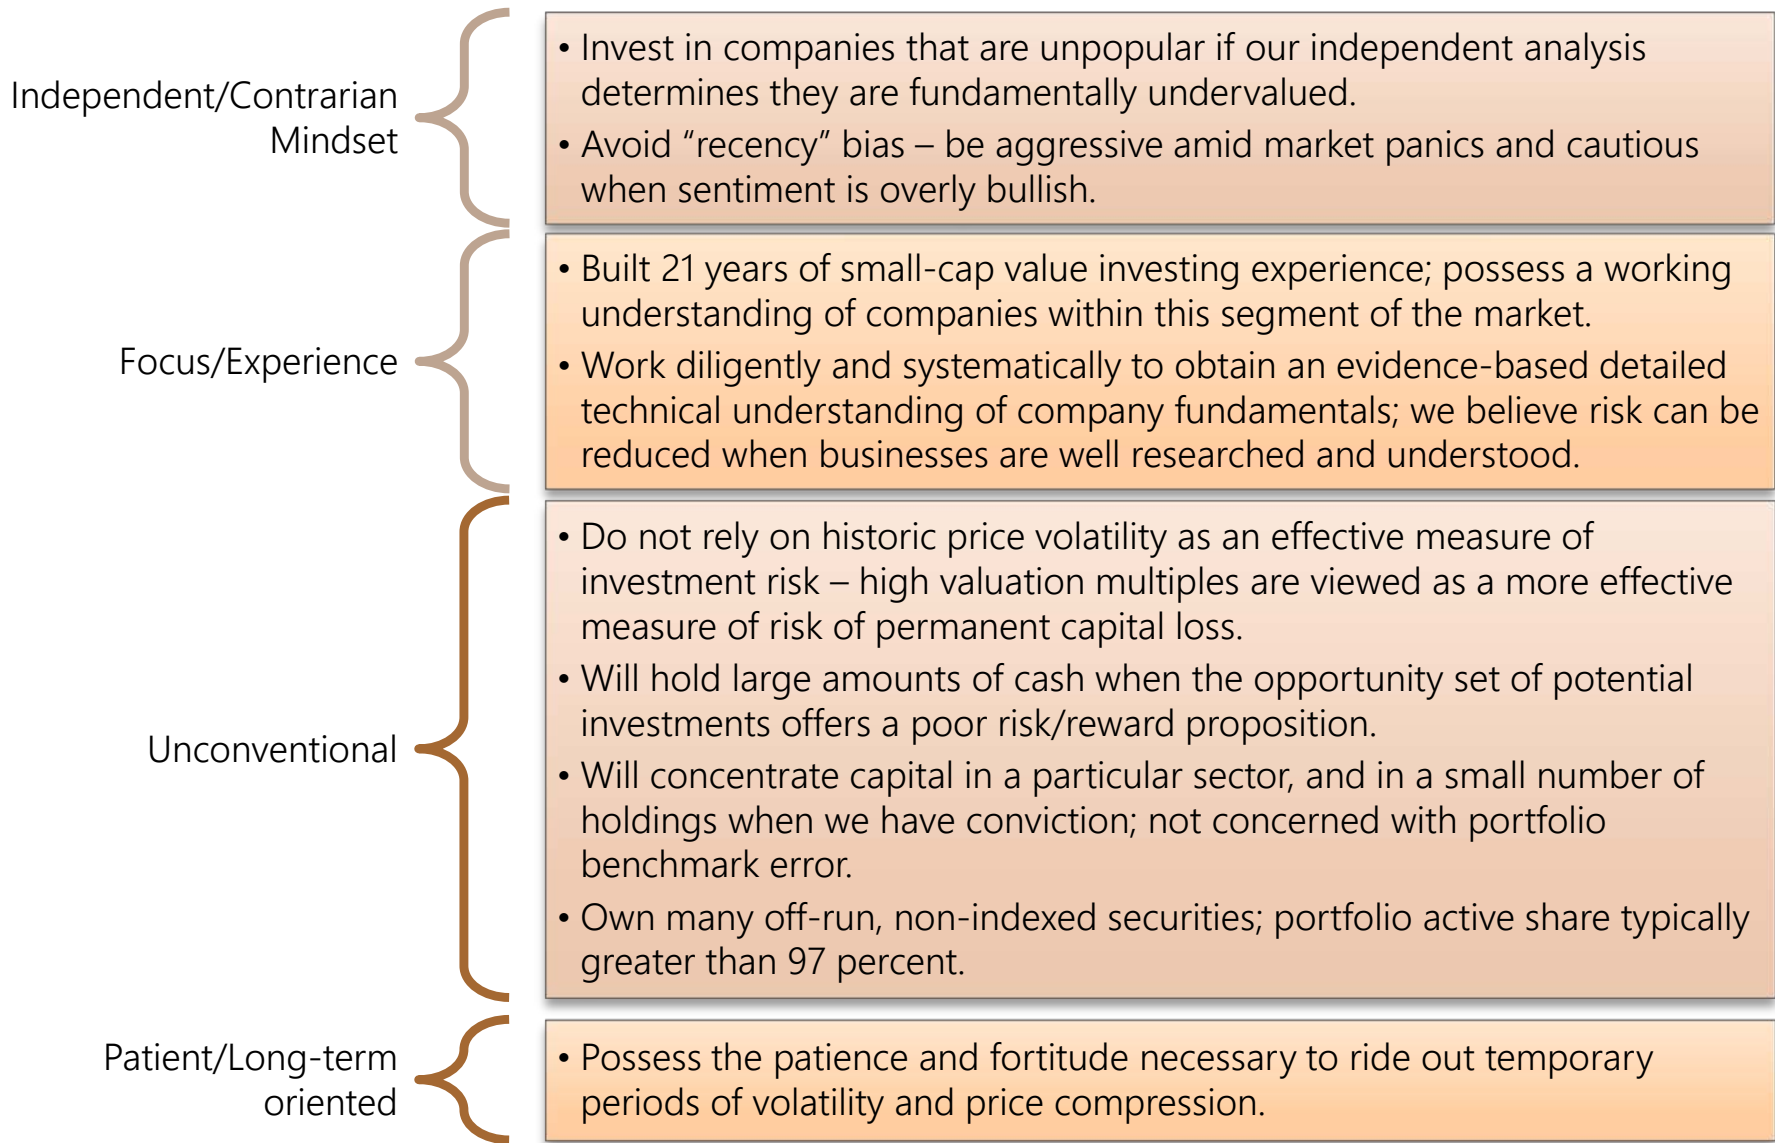 Independent/Contrarian
Mindset
• Invest in companies that are unpopular if our independent analysis
determines they are fundamentally undervalued.
• Avoid “recency” bias – be aggressive amid market panics and cautious
when sentiment is overly bullish.
Focus/Experience
• Built 21 years of small-cap value investing experience; possess a working
understanding of companies within this segment of the market.
• Work diligently and systematically to obtain an evidence-based detailed
technical understanding of company fundamentals; we believe risk can be
reduced when businesses are well researched and understood.
Unconventional
• Do not rely on historic price volatility as an effective measure of
investment risk – high valuation multiples are viewed as a more effective
measure of risk of permanent capital loss.
• Will hold large amounts of cash when the opportunity set of potential
investments offers a poor risk/reward proposition.
• Will concentrate capital in a particular sector, and in a small number of
holdings when we have conviction; not concerned with portfolio
benchmark error.
• Own many off-run, non-indexed securities; portfolio active share typically
greater than 97 percent.
Patient/Long-term
oriented
• Possess the patience and fortitude necessary to ride out temporary
periods of volatility and price compression.